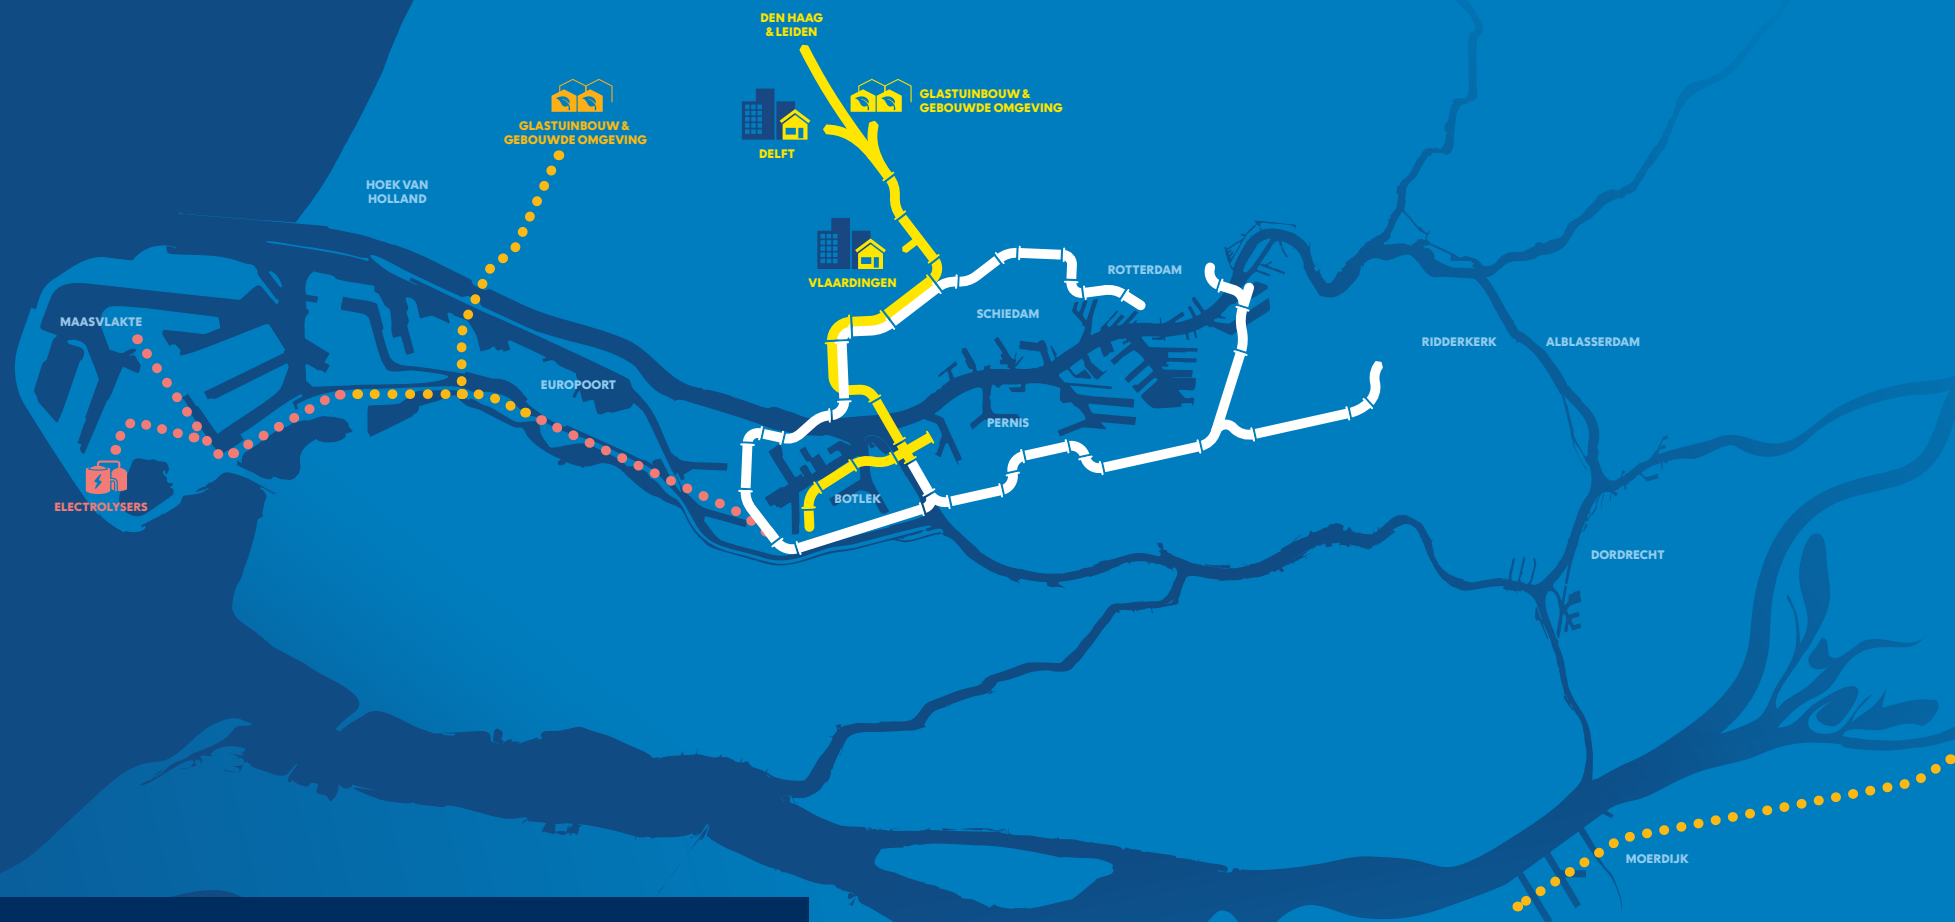 DEN HAAG
& LEIDEN
GLASTUINBOUW &
GEBOUWDE OMGEVING
GLASTUINBOUW &
GEBOUWDE OMGEVING
DELFT
HOEK VAN
HOLLAND
ROTTERDAM
VLAARDINGEN
SCHIEDAM
MAASVLAKTE
RIDDERKERK
ALBLASSERDAM
EUROPOORT
PERNIS
BOTLEK
ELECTROLYSERS
DORDRECHT
MOERDIJK